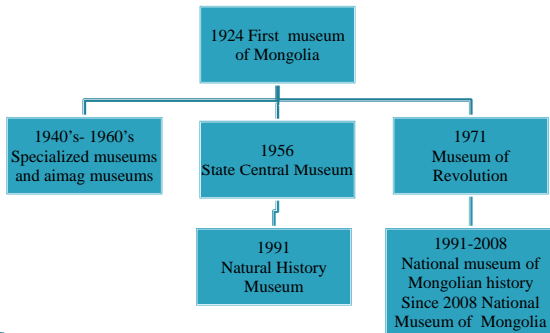 1924 First museum
of Mongolia
1940’s- 1960’s
Specialized museums
and aimag museums
1956
State Central Museum
1971
Museum of
Revolution
1991
Natural History
Museum
1991-2008
National museum of
Mongolian history
Since 2008 National
Museum of Mongolia